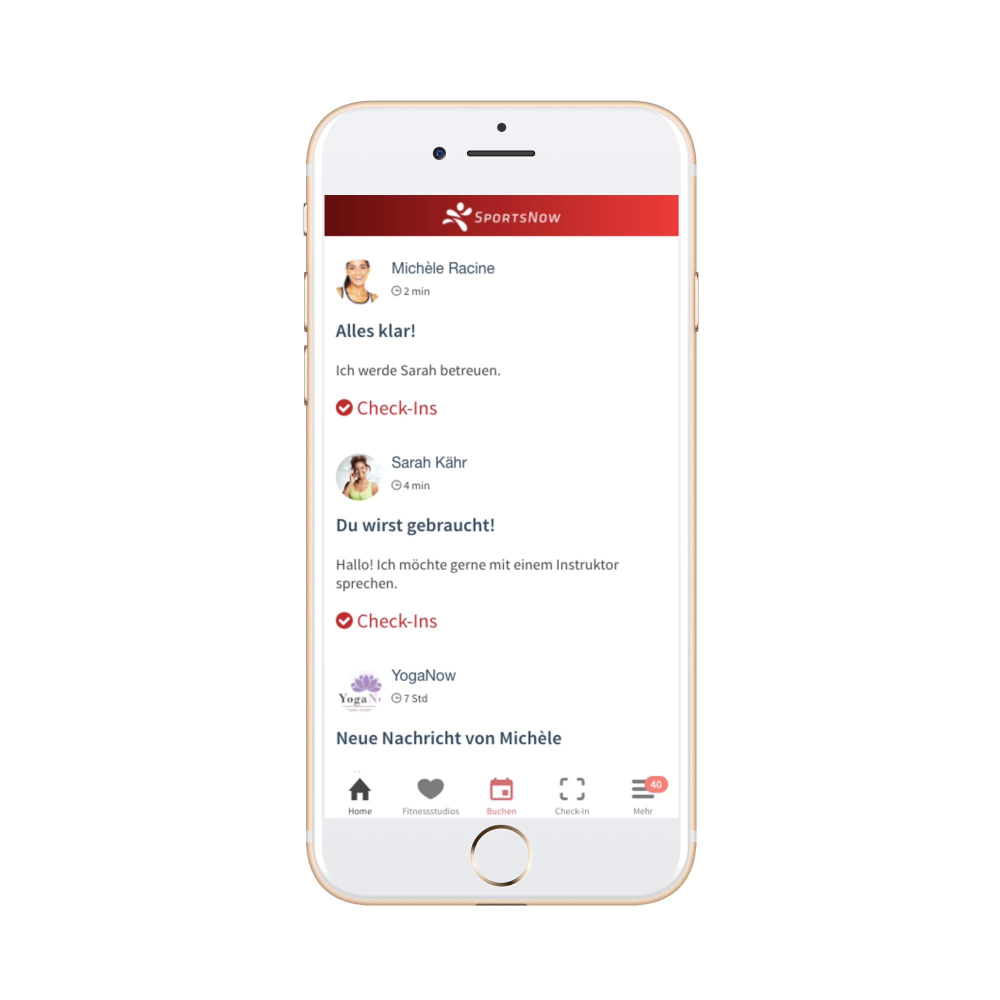 SportsNow
Michèle Racine
2 min
Alles klar!
Ich werde Sarah betreuen.
Check-Ins
Sarah Kähr
4 min
Du wirst gebraucht!
Hallo! Ich möchte gerne mit einem Instruktor
sprechen.
Check-Ins
YogaNow
Yoga
7 Std
Neue Nachricht von Michèle
40
Home Fitnessstudios Buchen Check-In Mehr